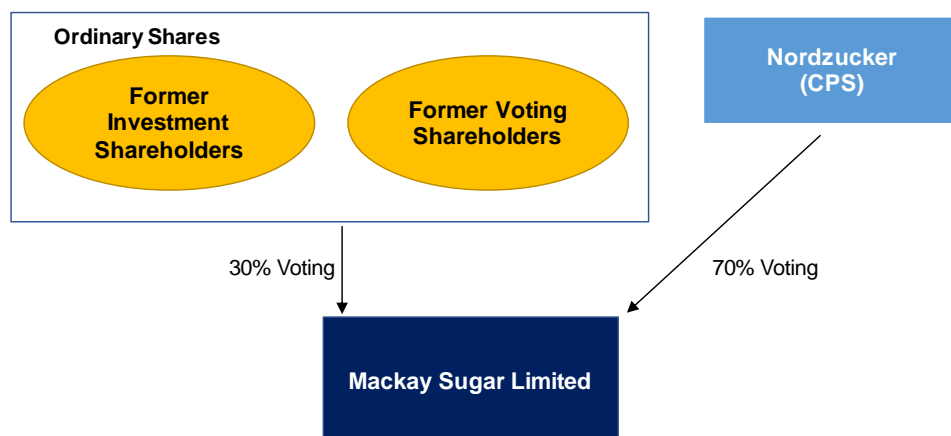 Ordinary Shares
Former
Investment
Shareholders
Former Voting
Shareholders
Nordzucker
(CPS)
30% Voting
70% Voting
Mackay Sugar Limited